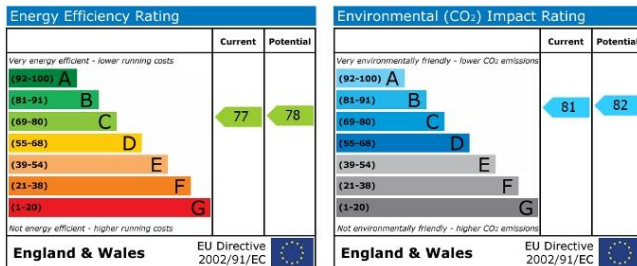 Energy Efficiency Rating
Current Potential
Very energy efficient - lower running costs
(92-100) A
(81-91) B
(69-80) C
(55-68) D
(39-54) E
(21-38) F
(1-20) G
77 78
Not energy efficient - higher running costs
England & Wales
EU Directive
2002/91/EC
Environmental (CO₂) Impact Rating
Current Potential
Very environmentally friendly - lower CO₂ emissions
(92-100) A
(81-91) B
(69-80) C
(55-68) D
(39-54) E
(21-38) F
(1-20) G
81 82
Not environmentally friendly - higher CO₂ emissions
England & Wales
EU Directive
2002/91/EC